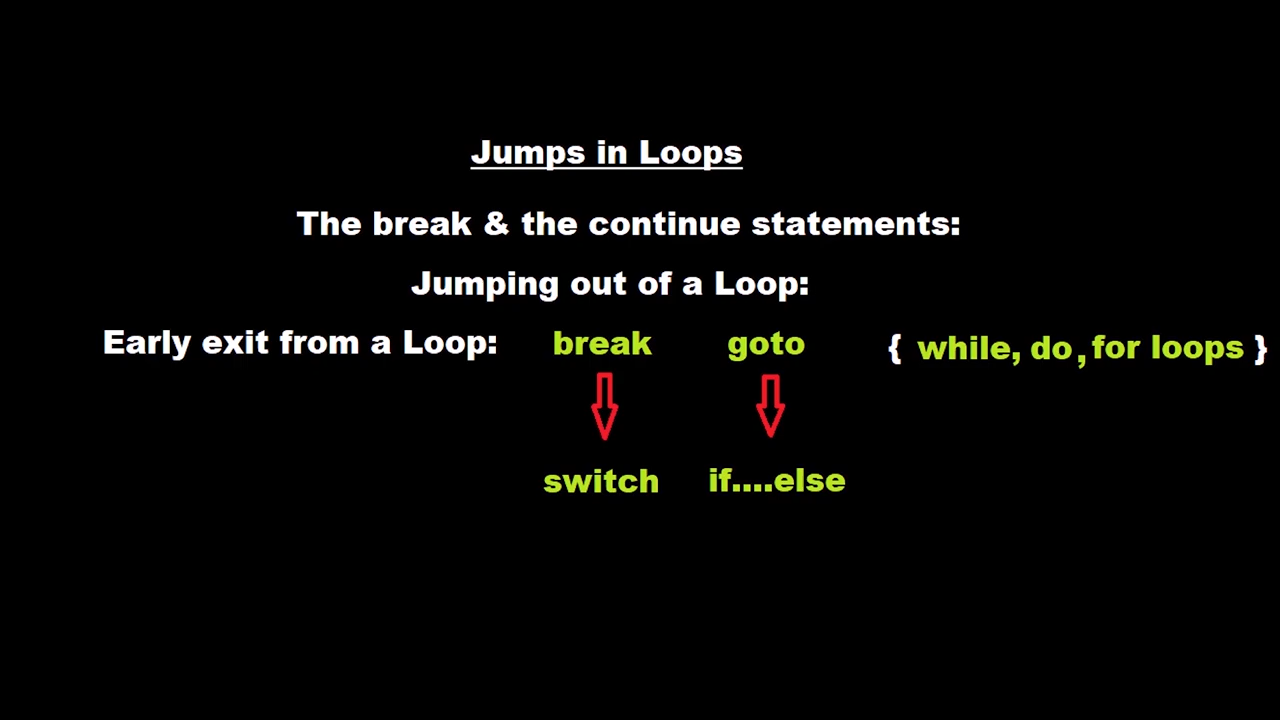 Jumps in Loops
The break & the continue statements:
Jumping out of a Loop:
Early exit from a Loop: break goto { while, do , for loops }
switch if....else